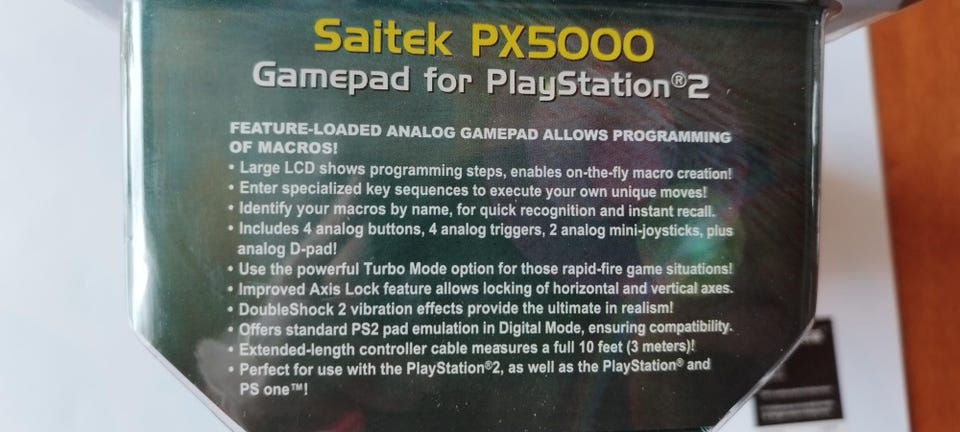 Saitek PX5000
Gamepad for PlayStation®2
FEATURE-LOADED ANALOG GAMEPAD ALLOWS PROGRAMMING
OF MACROS!
• Large LCD shows programming steps, enables on-the-fly macro creation!
• Enter specialized key sequences to execute your own unique moves!
• Identify your macros by name, for quick recognition and instant recall.
• Includes 4 analog buttons, 4 analog triggers, 2 analog mini-joysticks, plus
analog D-pad!
• Use the powerful Turbo Mode option for those rapid-fire game situations!
• Improved Axis Lock feature allows locking of horizontal and vertical axes.
• DoubleShock 2 vibration effects provide the ultimate in realism!
• Offers standard PS2 pad emulation in Digital Mode, ensuring compatibility.
• Extended-length controller cable measures a full 10 feet (3 meters)!
• Perfect for use with the PlayStation®2, as well as the PlayStation® and
PS one™!